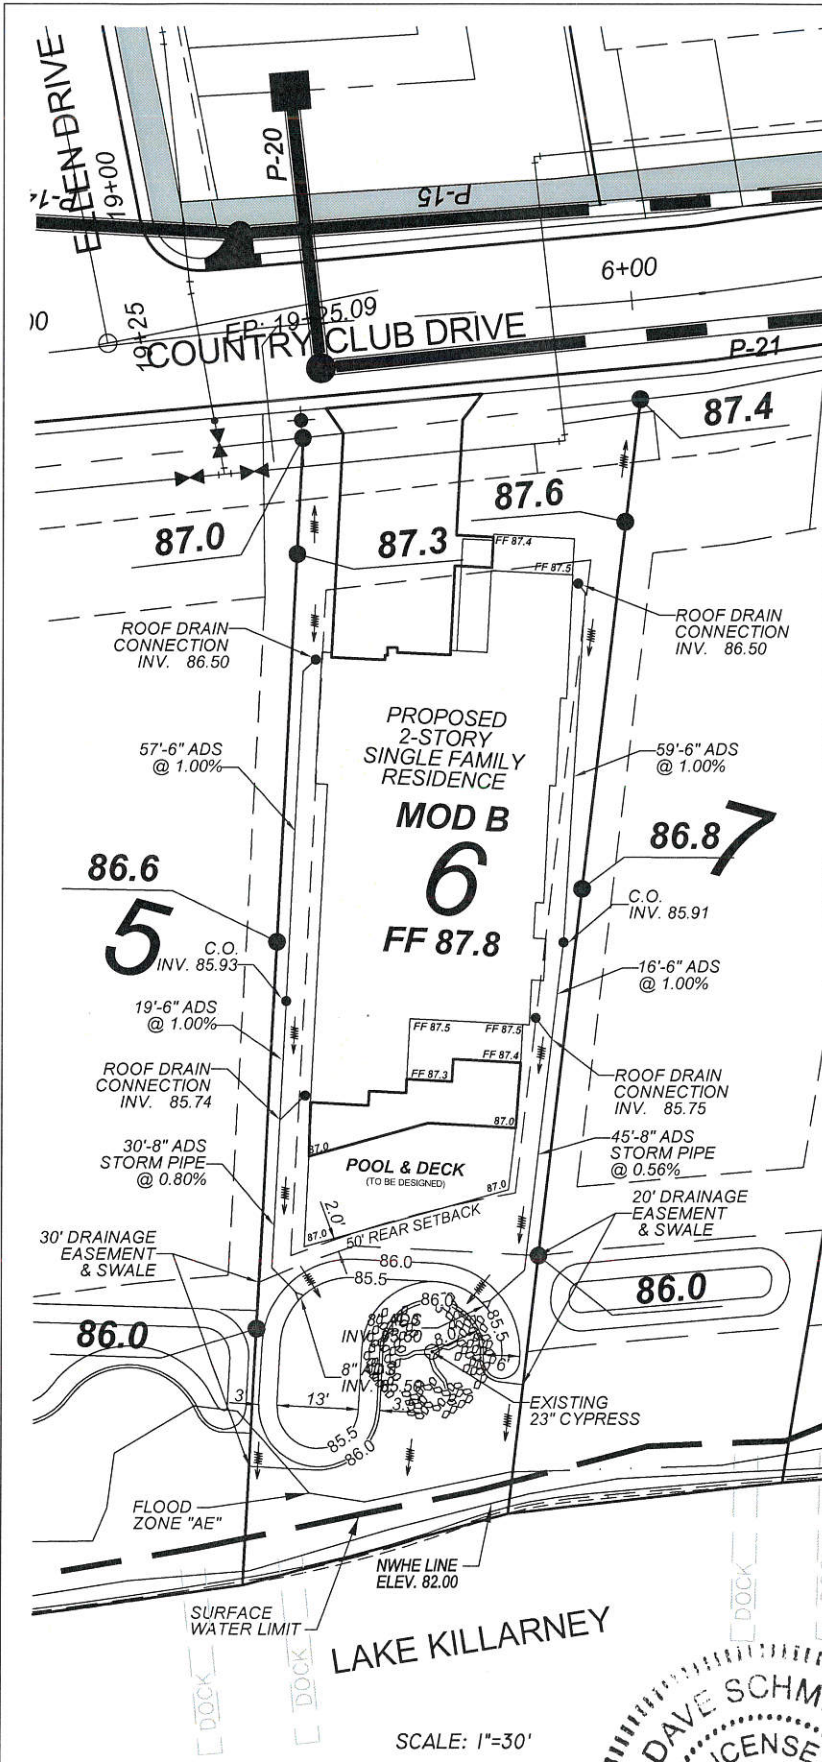 ELLEN DRIVE
19+00
P-20
P-15
6+00
19+25
EP: 19+25.09
COUNTRY CLUB DRIVE
P-21
87.4
87.6
87.0
87.3
FF 87.4
FF 87.5
ROOF DRAIN
CONNECTION
INV. 86.50
ROOF DRAIN
CONNECTION
INV. 86.50
PROPOSED
2-STORY
SINGLE FAMILY
RESIDENCE
57'-6" ADS
@ 1.00%
59'-6" ADS
@ 1.00%
MOD B
6
FF 87.8
86.8
7
86.6
5
C.O.
INV. 85.91
C.O.
INV. 85.93
16'-6" ADS
@ 1.00%
19'-6" ADS
@ 1.00%
FF 87.5
FF 87.5
FF 87.4
FF 87.3
ROOF DRAIN
CONNECTION
INV. 85.74
ROOF DRAIN
CONNECTION
INV. 85.75
87.0
87.0
30'-8" ADS
STORM PIPE
@ 0.80%
45'-8" ADS
STORM PIPE
@ 0.56%
POOL & DECK
(TO BE DESIGNED)
87.0
87.0
2.0'
50' REAR SETBACK
20' DRAINAGE
EASEMENT
& SWALE
30' DRAINAGE
EASEMENT
& SWALE
86.0
85.5
86.0
85.5
86.0
86.0
8" ADS
13'
85.5
86.0
EXISTING
23" CYPRESS
FLOOD
ZONE "AE"
NWHE LINE
ELEV. 82.00
SURFACE
WATER LIMIT
LAKE KILLARNEY
DOCK
DOCK
DOCK
SCALE: 1"=30'
DAVE SCHM